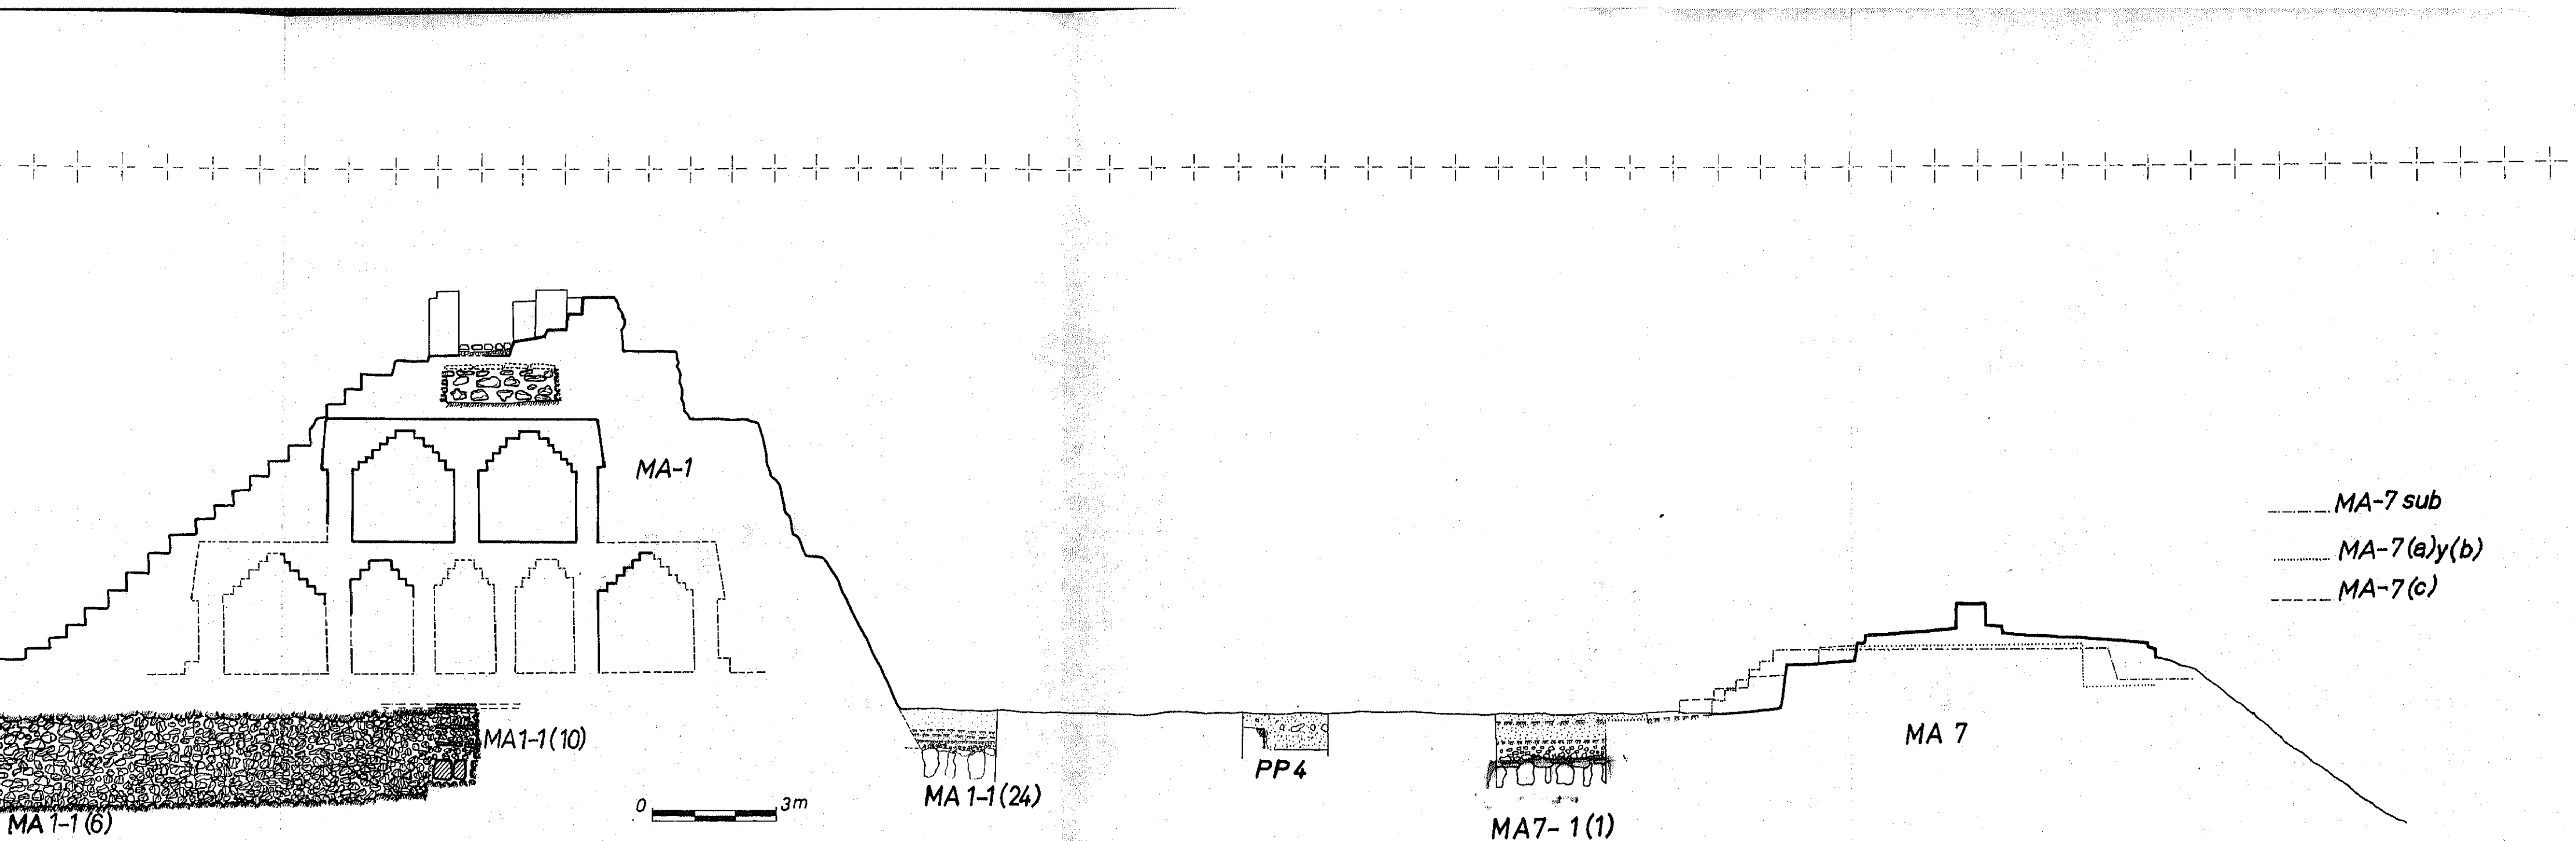 MA-1
MA-7 sub
MA-7(a)y(b)
MA-7(c)
MA 7
MA1-1(10)
PP4
MA 1-1(24)
0 3m
MA 1-1(6)
MA7-1(1)